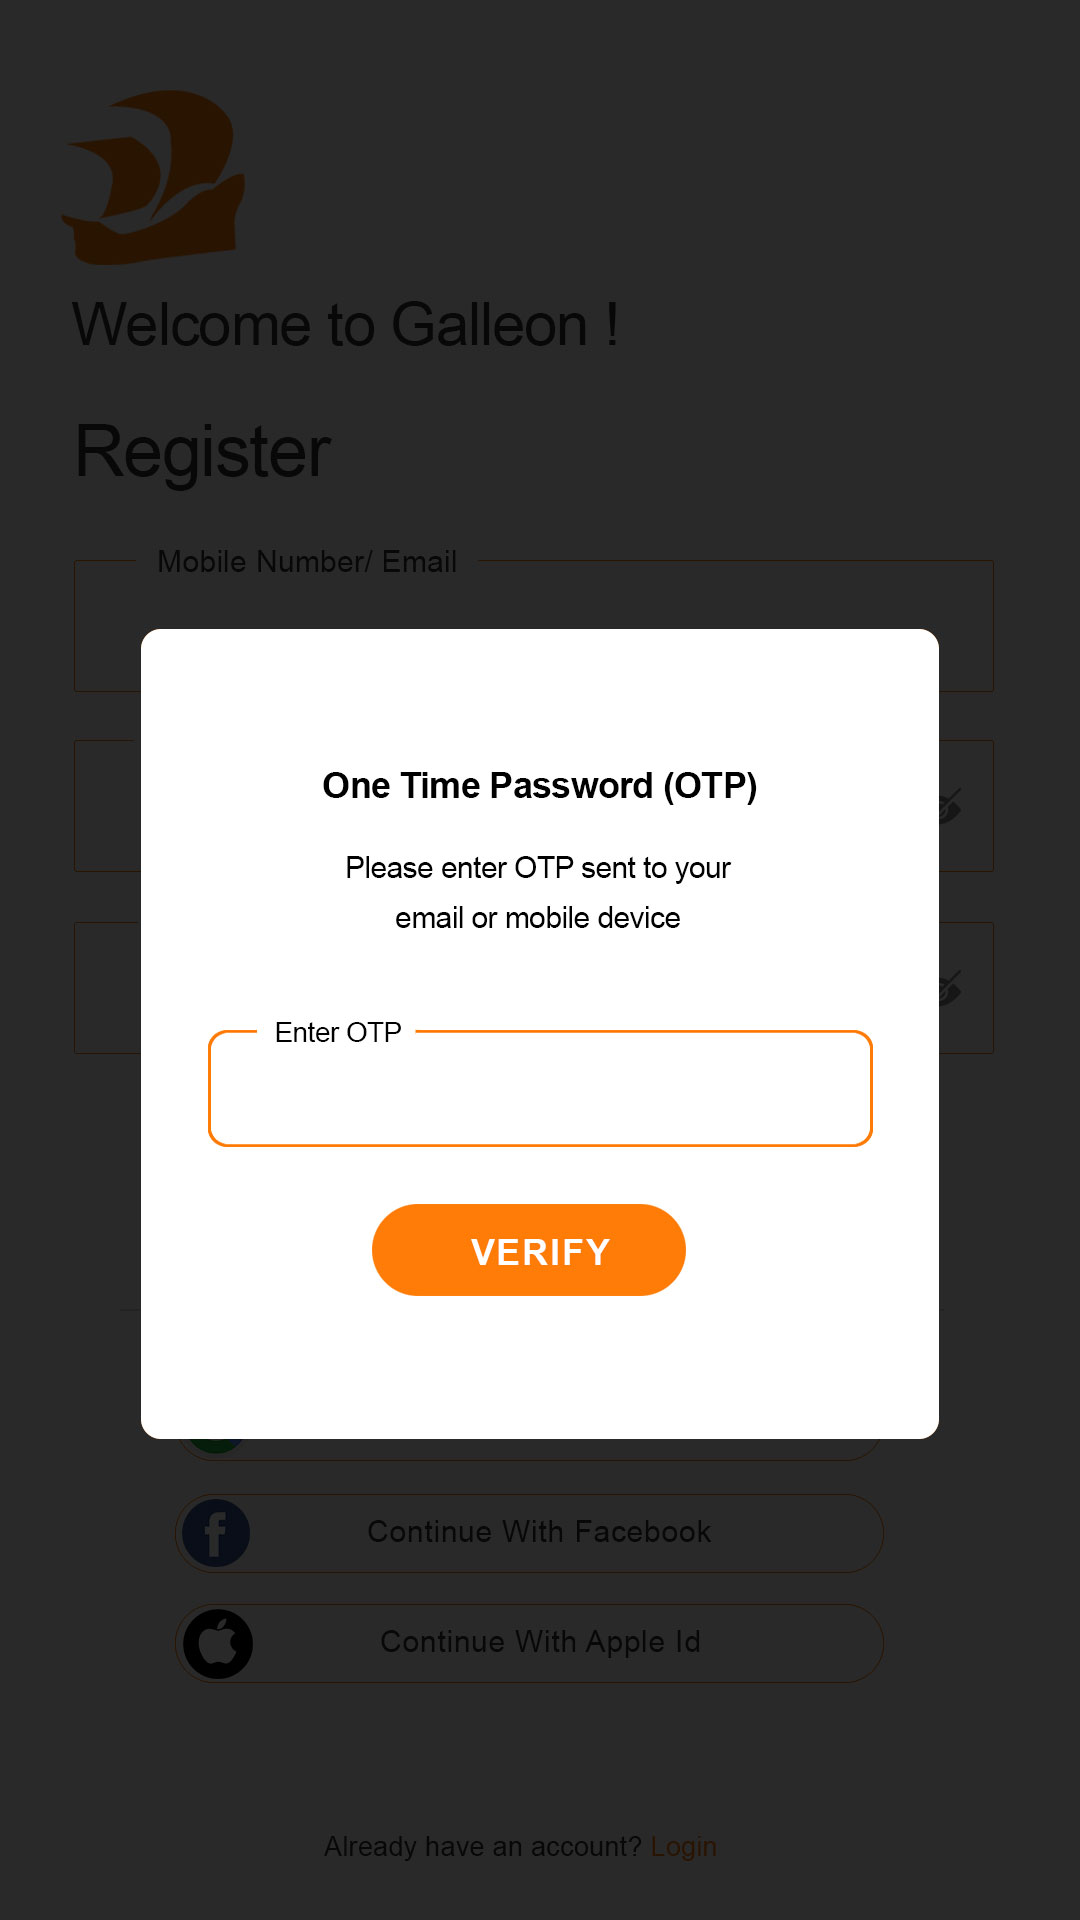 Welcome to Galleon !
Register
Mobile Number/ Email
One Time Password (OTP)
Please enter OTP sent to your
email or mobile device
Enter OTP
VERIFY
Continue With Facebook
Continue With Apple Id
Already have an account? Login